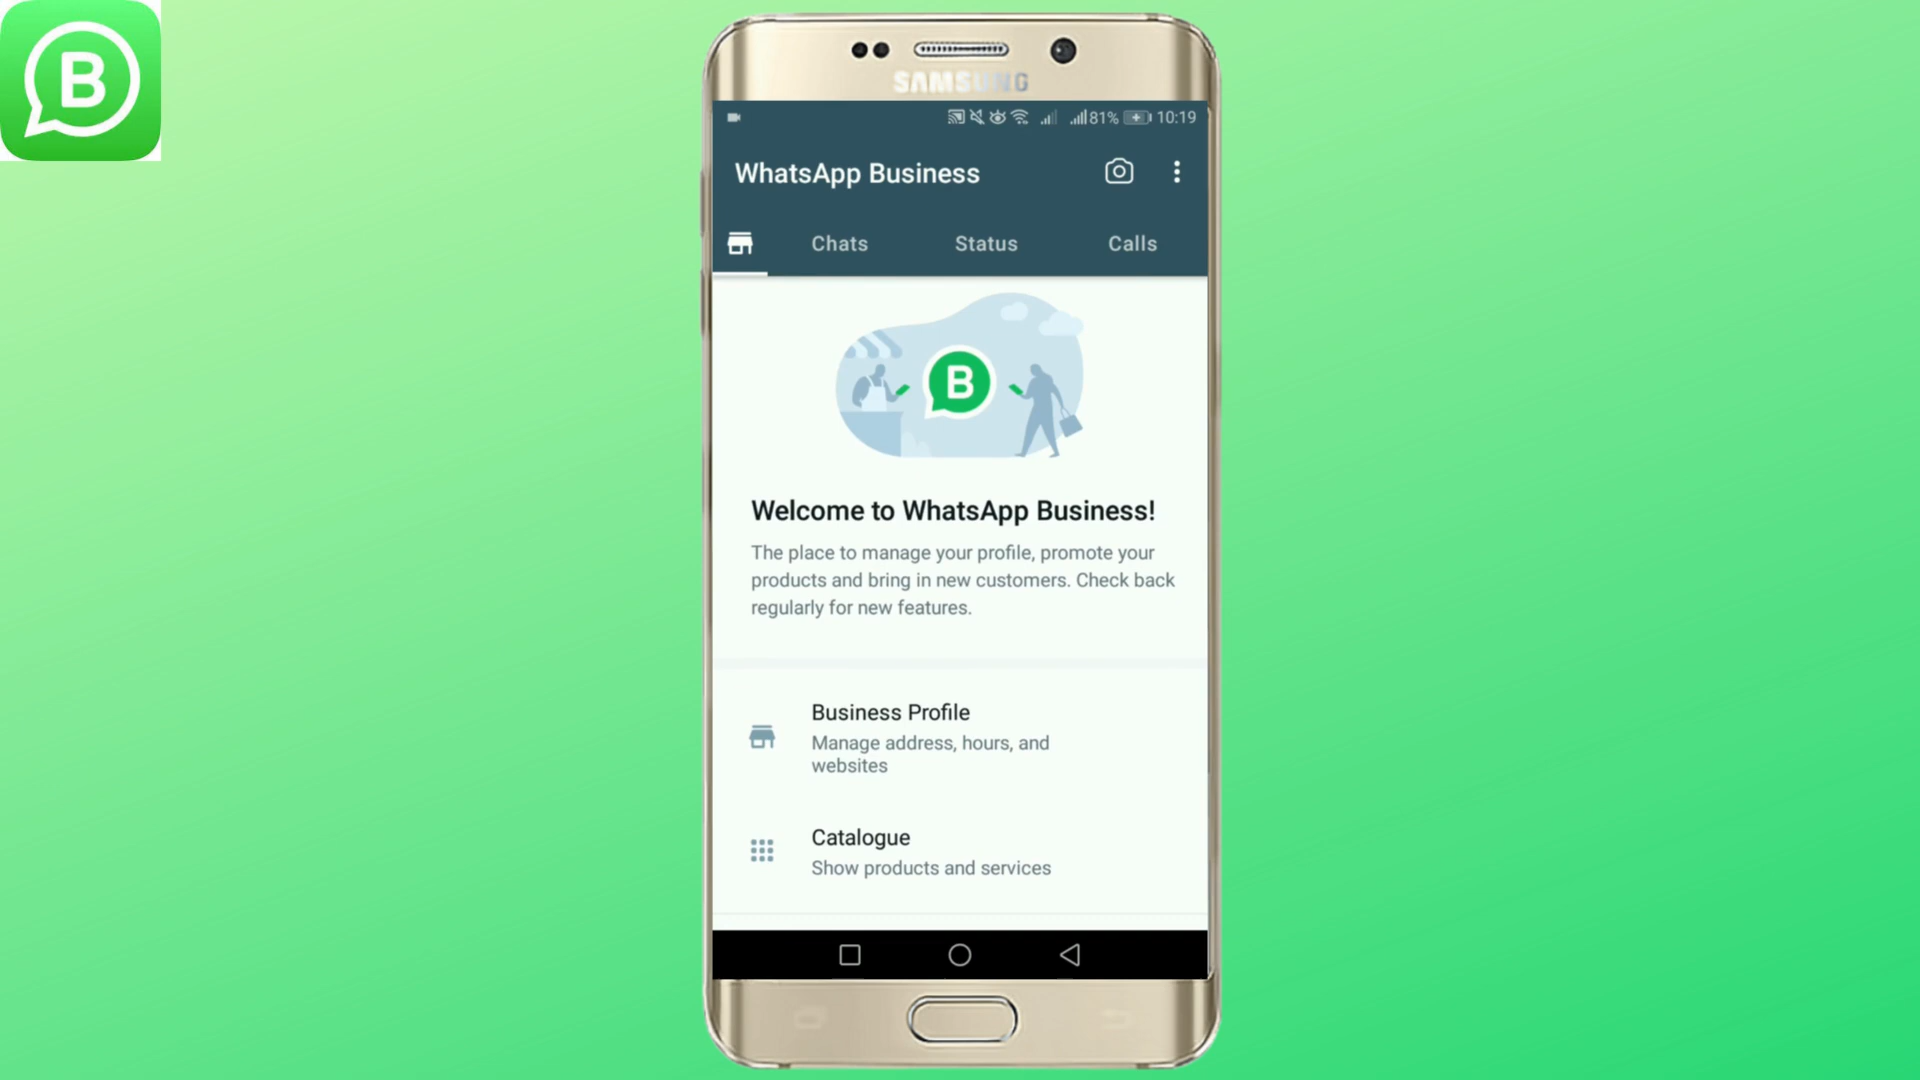 B
SAMSUNG
81% 10:19
WhatsApp Business
Chats Status Calls
B
Welcome to WhatsApp Business!
The place to manage your profile, promote your
products and bring in new customers. Check back
regularly for new features.
Business Profile
Manage address, hours, and
websites
Catalogue
Show products and services